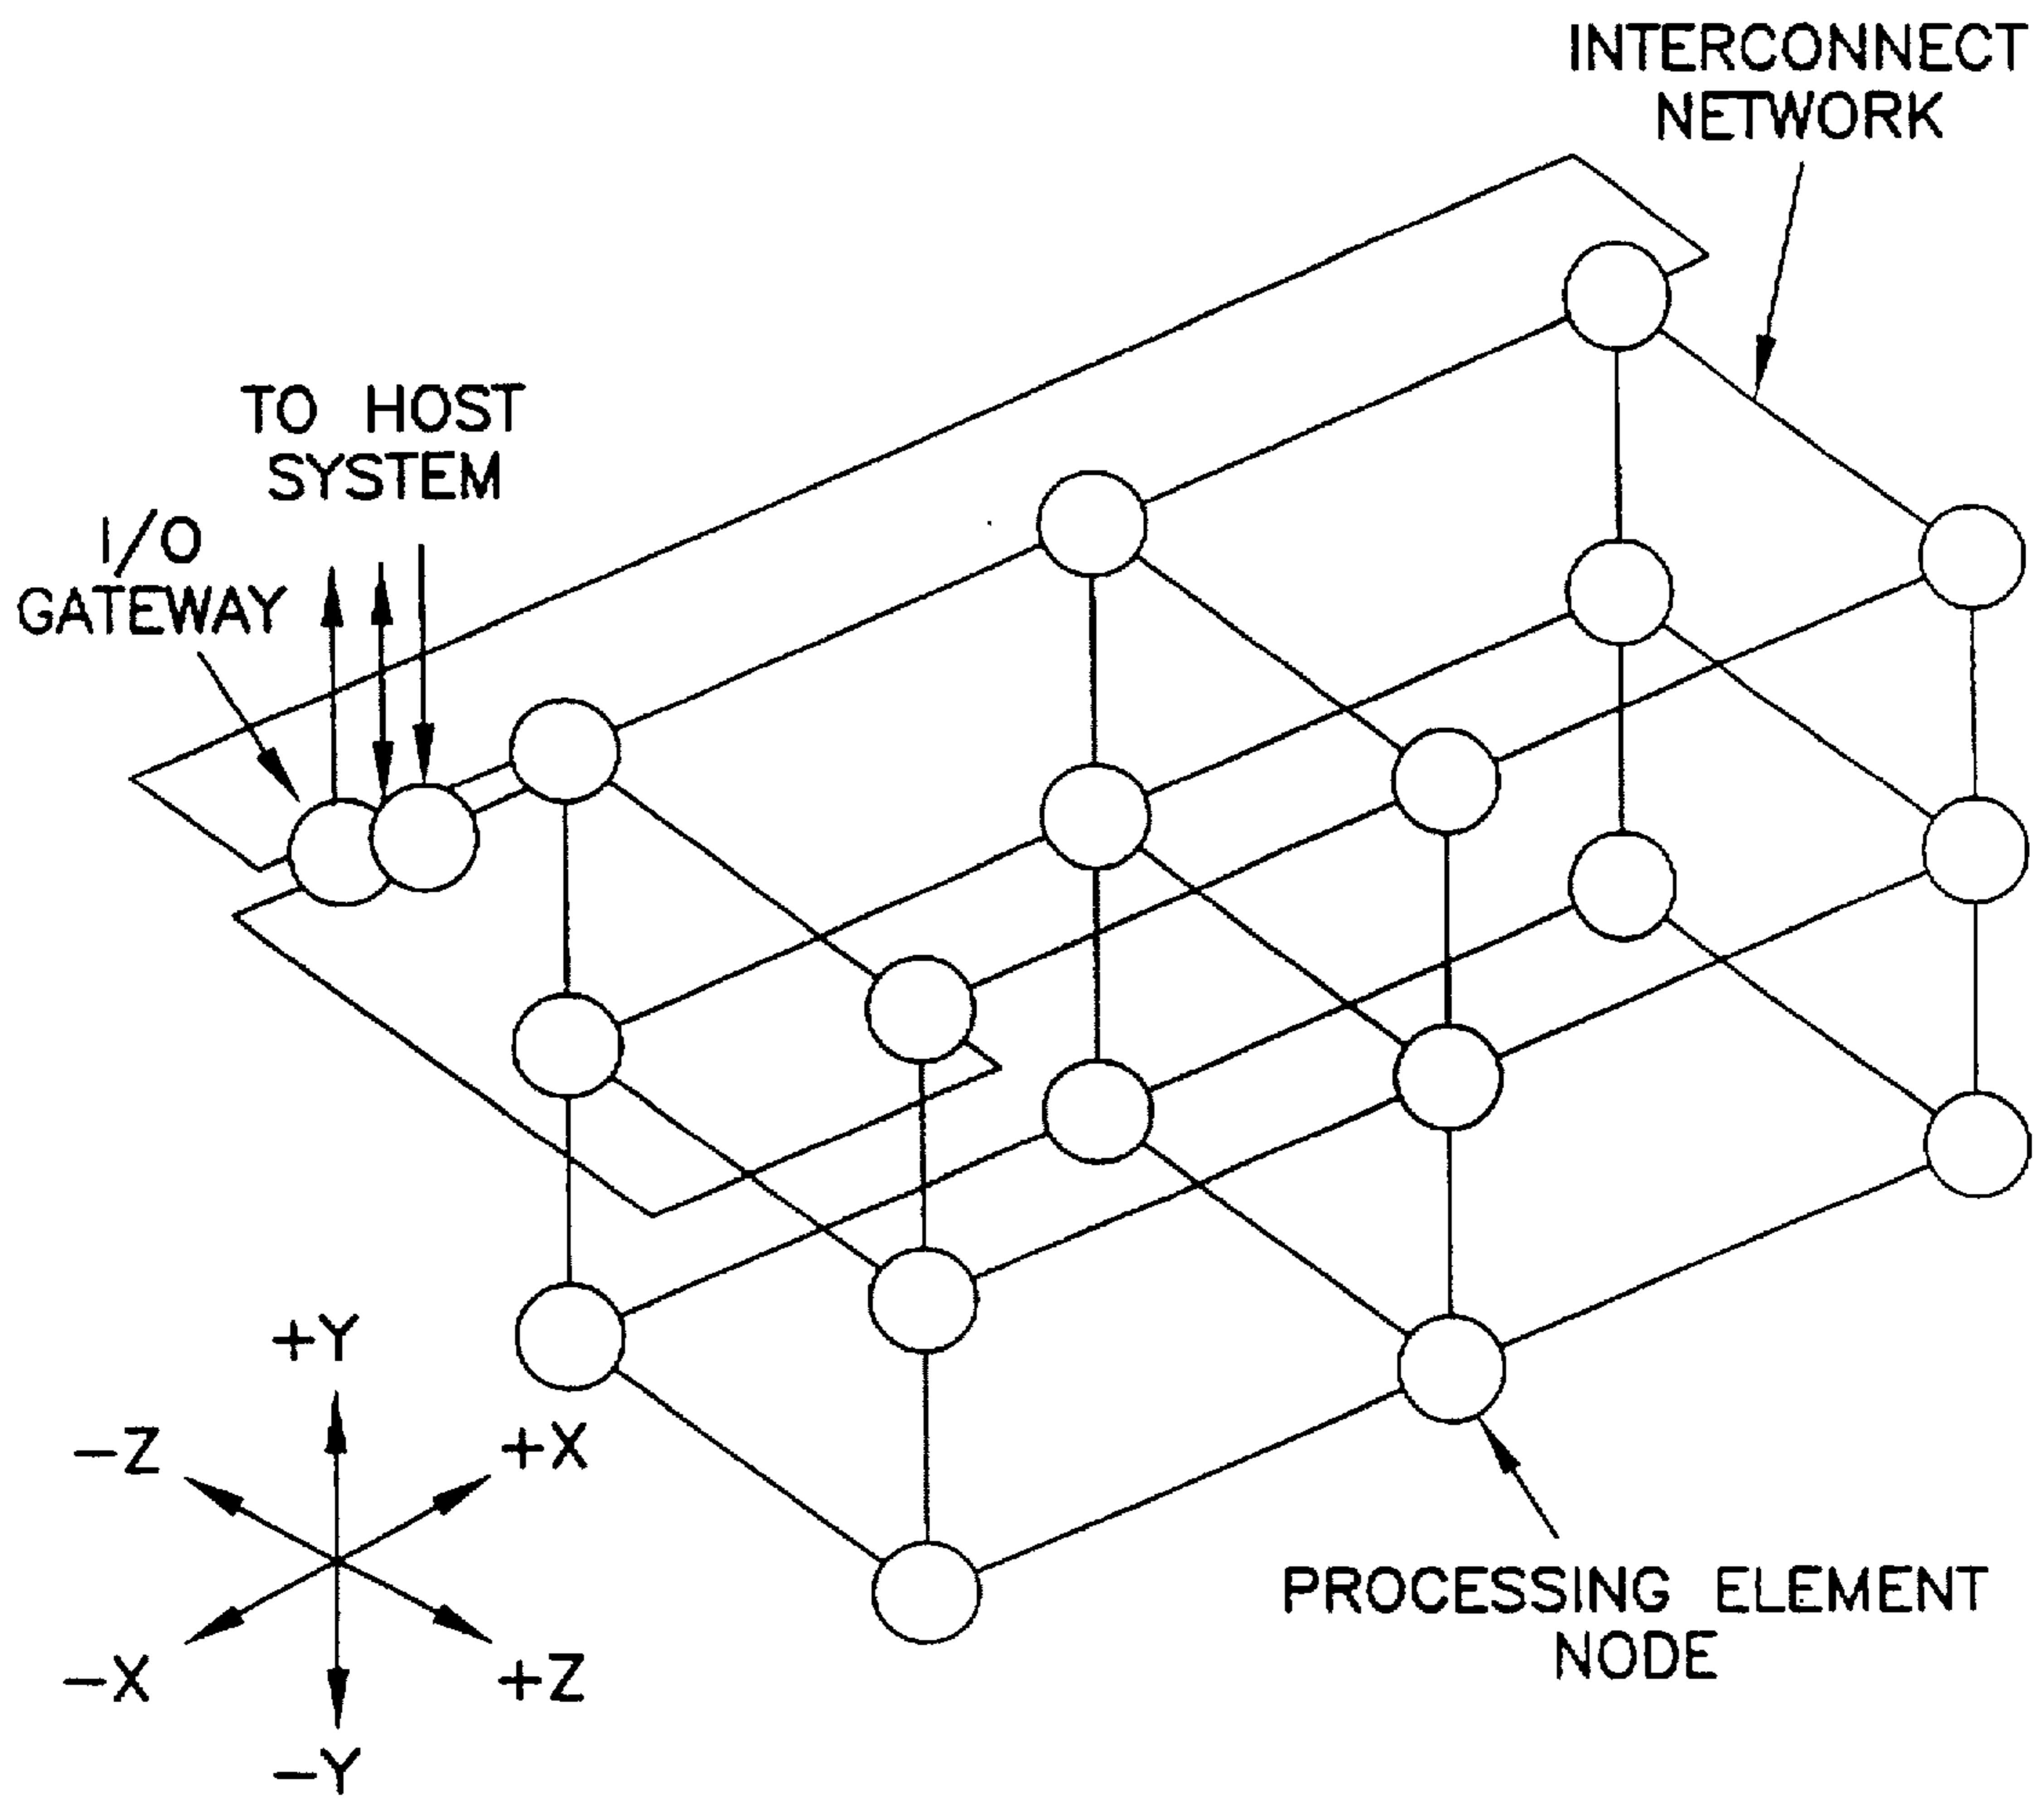 INTERCONNECT
NETWORK
TO HOST
SYSTEM
I/O
GATEWAY
+Y
-Z
+X
-X
+Z
-Y
PROCESSING ELEMENT
NODE